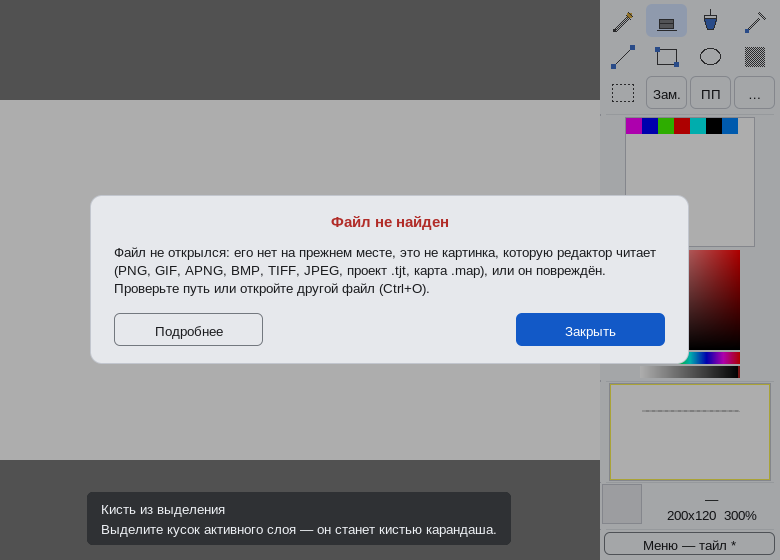 Зам.
ПП
...
Файл не найден
Файл не открылся: его нет на прежнем месте, это не картинка, которую редактор читает
(PNG, GIF, APNG, BMP, TIFF, JPEG, проект .tjt, карта .map), или он повреждён.
Проверьте путь или откройте другой файл (Ctrl+O).
Подробнее
Закрыть
Кисть из выделения
Выделите кусок активного слоя — он станет кистью карандаша.
—
200x120 300%
Меню — тайл *